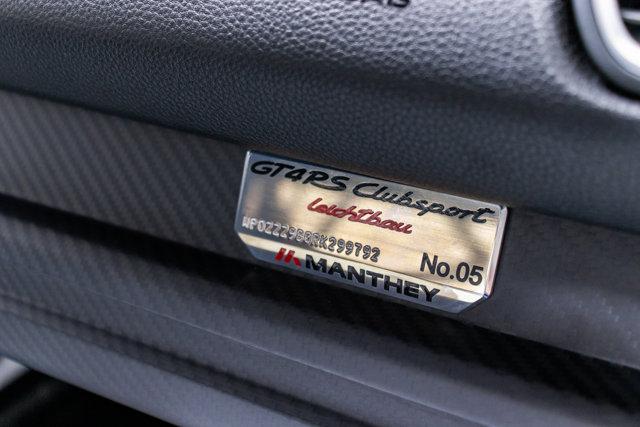 GT4RS Clubsport
Leichtbau
WP0ZZZ98ZRK299792
No.05
MANTHEY